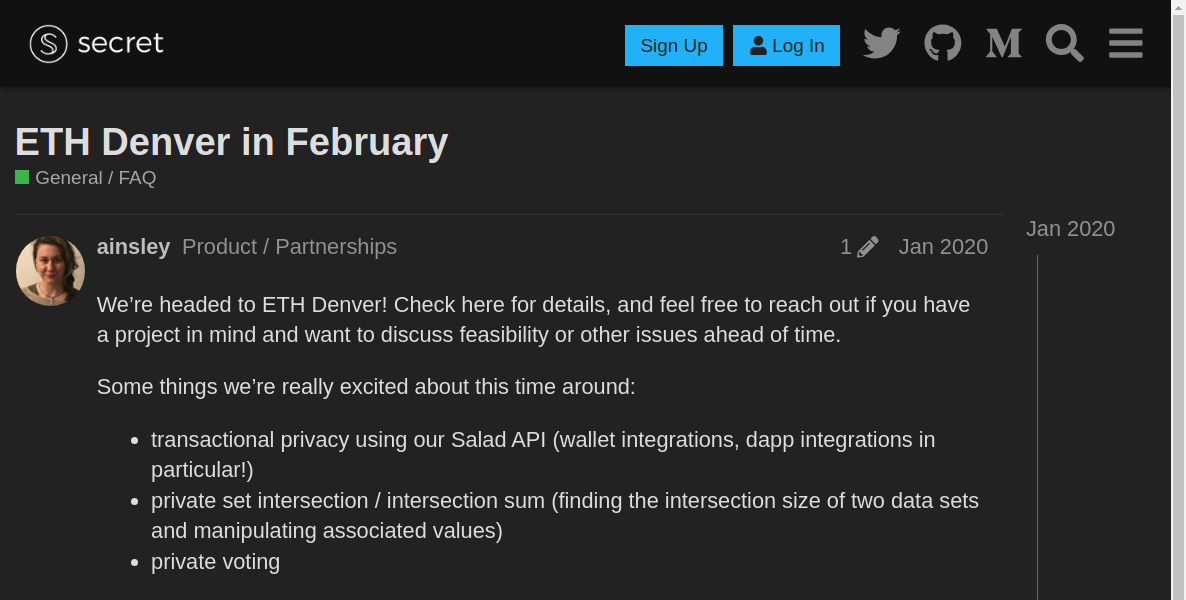 secret
Sign Up
Log In
ETH Denver in February
General / FAQ
ainsley Product / Partnerships
1
Jan 2020
Jan 2020
We’re headed to ETH Denver! Check here for details, and feel free to reach out if you have
a project in mind and want to discuss feasibility or other issues ahead of time.
Some things we’re really excited about this time around:
transactional privacy using our Salad API (wallet integrations, dapp integrations in
particular!)
private set intersection / intersection sum (finding the intersection size of two data sets
and manipulating associated values)
private voting